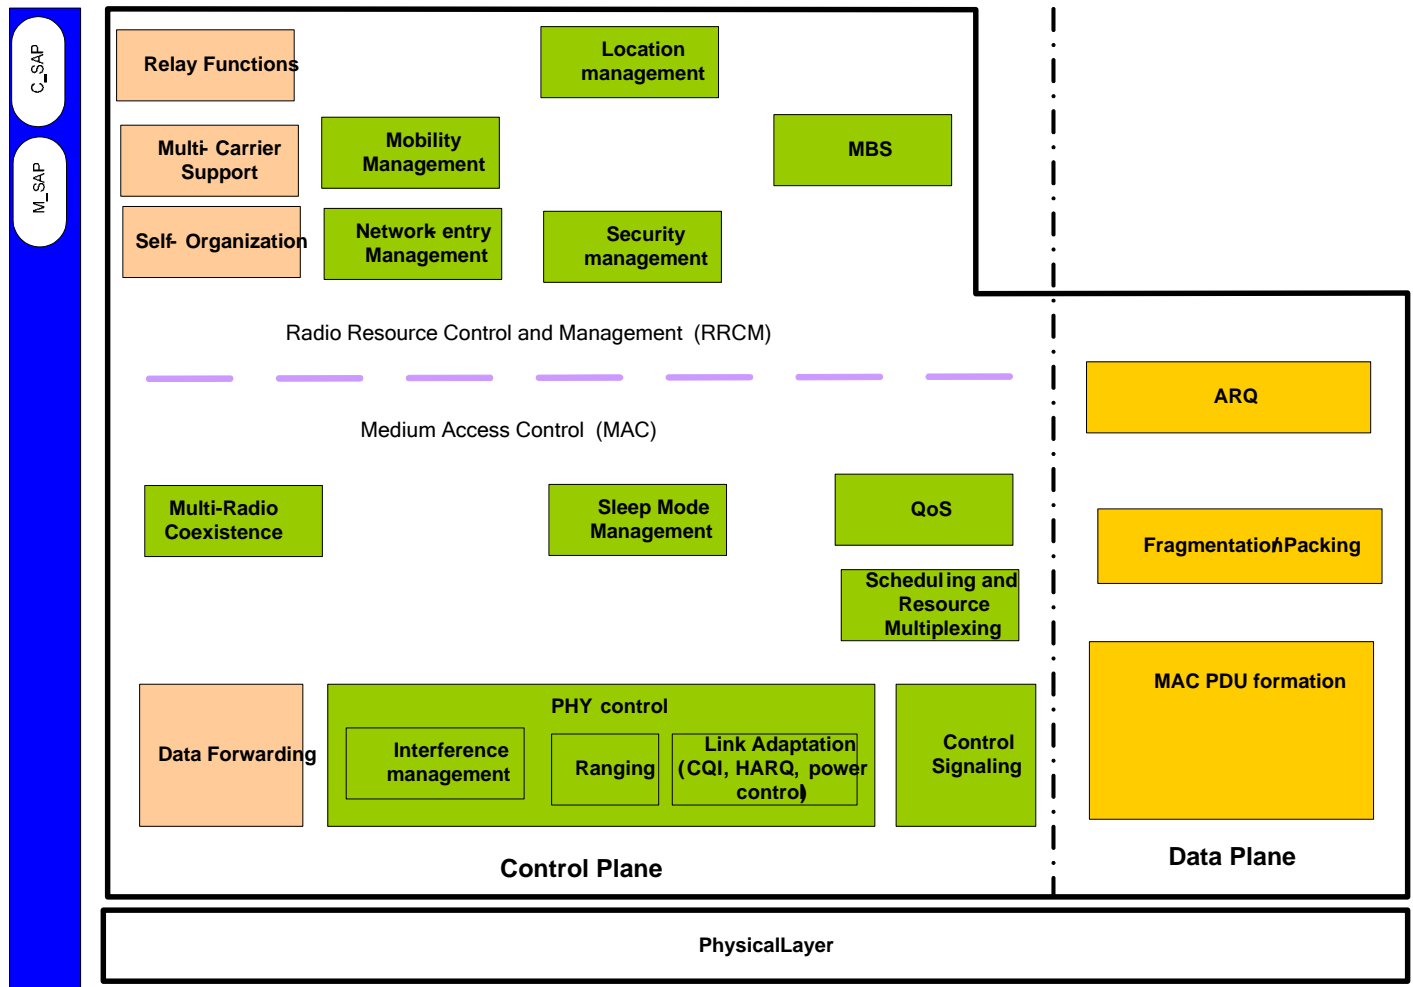 C_SAP
M_SAP
Relay Functions
Location
management
Multi- Carrier
Support
Mobility
Management
MBS
Self- Organization
Network-entry
Management
Security
management
Radio Resource Control and Management (RRCM)
Medium Access Control (MAC)
ARQ
Multi-Radio
Coexistence
Sleep Mode
Management
QoS
Fragmentation/Packing
Scheduling and
Resource
Multiplexing
MAC PDU formation
Data Forwarding
PHY control
Interference
management
Ranging
Link Adaptation
(CQI, HARQ, power
control)
Control
Signaling
Control Plane
Data Plane
PhysicalLayer